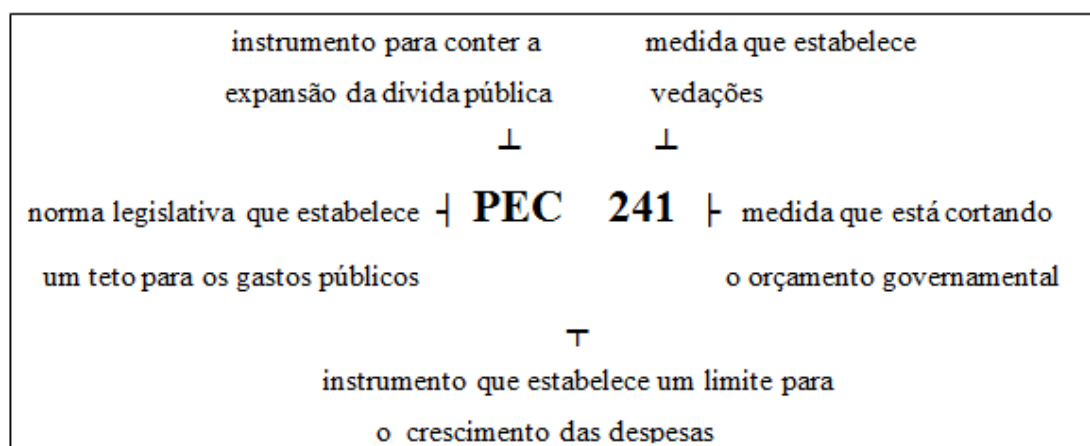 instrumento para conter a medida que estabelece
expansão da dívida pública vedações
⊥ ⊥
norma legislativa que estabelece ┤ PEC 241 ├ medida que está cortando
um teto para os gastos públicos o orçamento governamental
┬
instrumento que estabelece um limite para
o crescimento das despesas